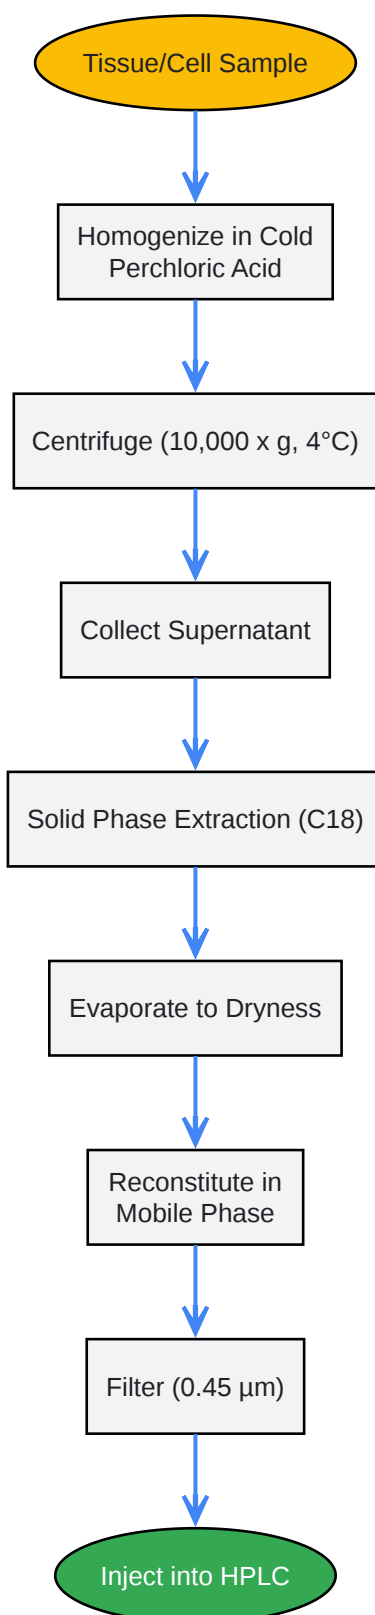 Tissue/Cell Sample
Homogenize in Cold
Perchloric Acid
Centrifuge (10,000 x g, 4°C)
Collect Supernatant
Solid Phase Extraction (C18)
Evaporate to Dryness
Reconstitute in
Mobile Phase
Filter (0.45 µm)
Inject into HPLC